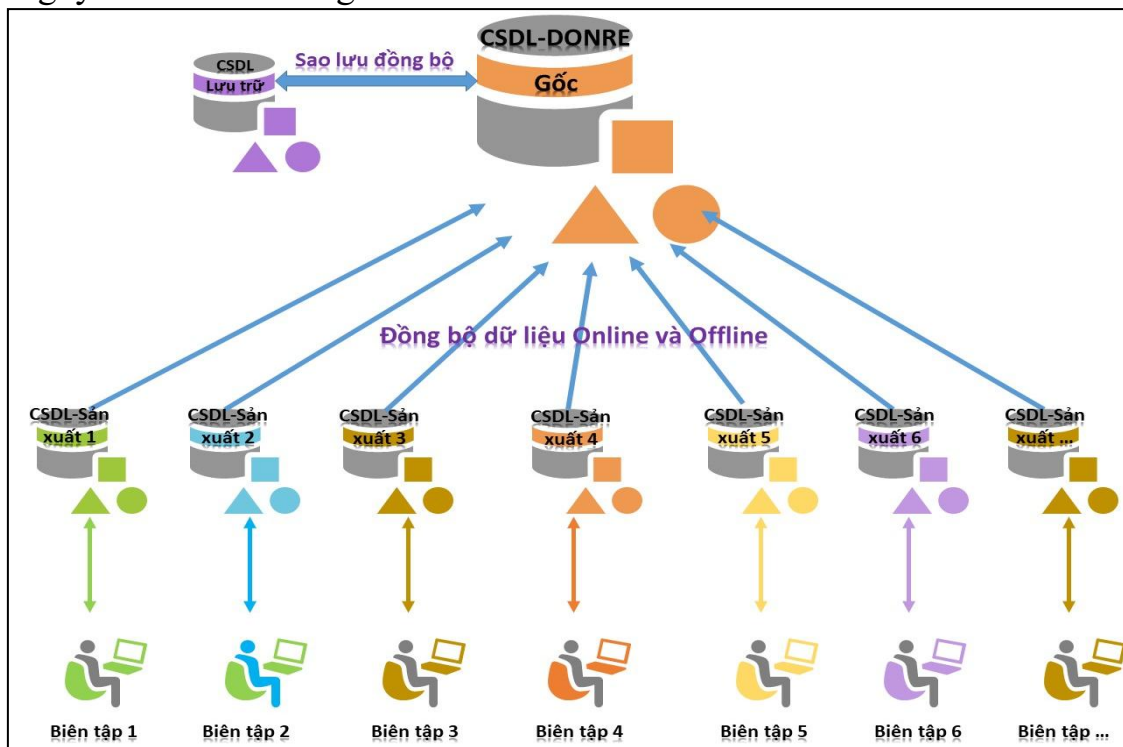 CSDL-DONRE
Gốc
CSDL
Lưu trữ
Sao lưu đồng bộ
Đồng bộ dữ liệu Online và Offline
CSDL-Sản
xuất 1
CSDL-Sản
xuất 2
CSDL-Sản
xuất 3
CSDL-Sản
xuất 4
CSDL-Sản
xuất 5
CSDL-Sản
xuất 6
CSDL-Sản
xuất ...
Biên tập 1
Biên tập 2
Biên tập 3
Biên tập 4
Biên tập 5
Biên tập 6
Biên tập ...